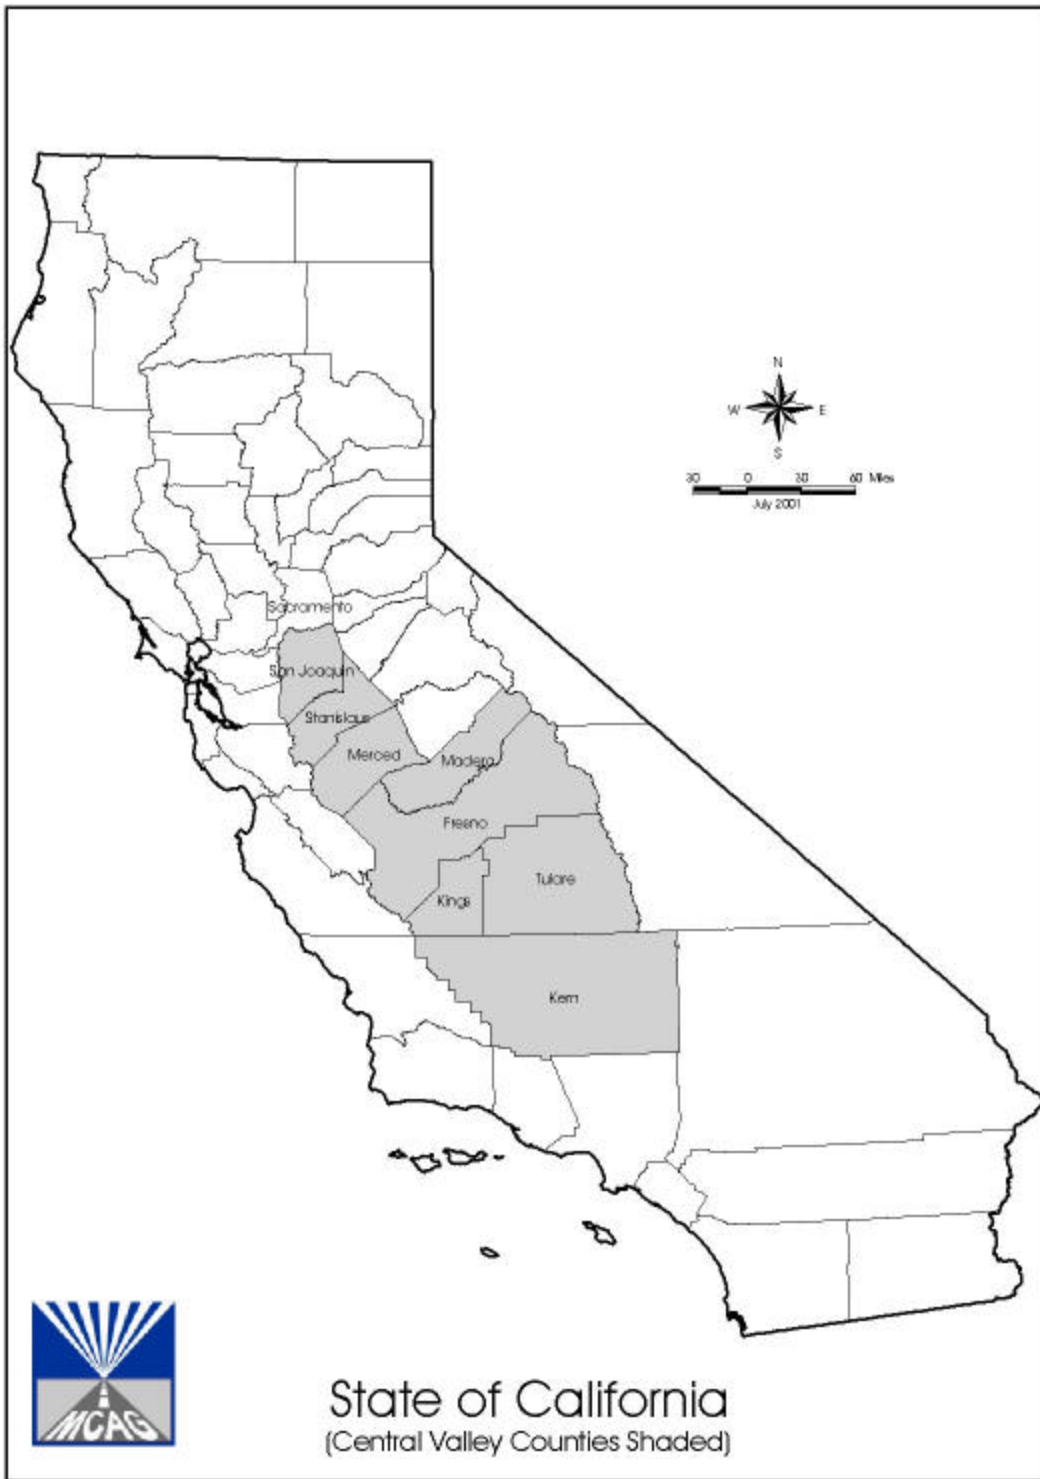 N
W E
S
30 0 30 60 Miles
July 2001
Sacramento
San Joaquin
Stanislaus
Merced
Madera
Fresno
Tulare
Kings
Kern
MCAG
State of California
(Central Valley Counties Shaded)